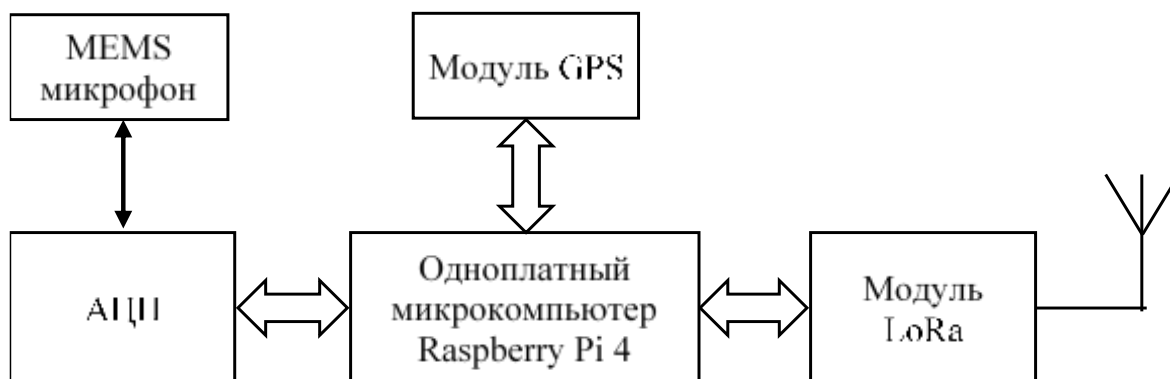 MEMS
микрофон
Модуль GPS
АЦП
Одноплатный
микрокомпьютер
Raspberry Pi 4
Модуль
LoRa